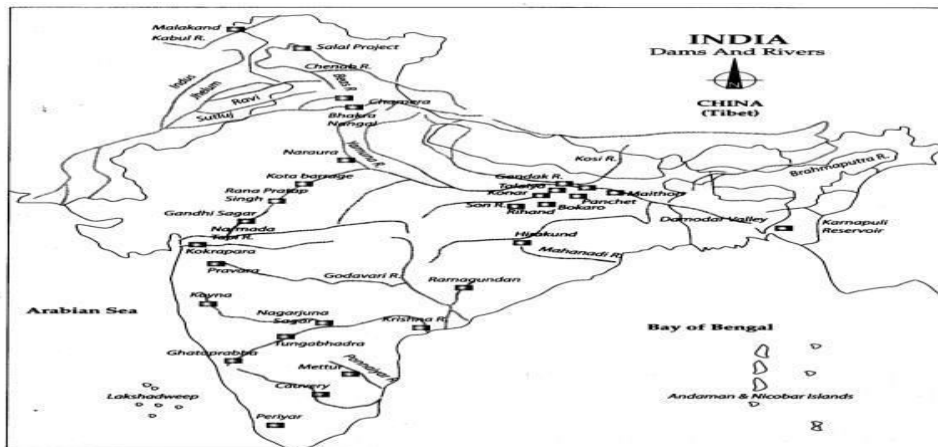 INDIA
Dams And Rivers
N
CHINA
(Tibet)
Malakand
Kabul R.
Salal Project
Chenab R.
Indus
Jhelum
Ravi
Beas R.
Sutluj
Chamera
Bhakra
Nangal
Yamuna R.
Naraura
Kota barrage
Rana Pratap
Singh
Gandhi Sagar
Narmada
Tapi R.
Kosi R.
Gandak R.
Talaiya
Konar
Maithon
Panchet
Son R.
Rihand
Bokaro
Brahmaputra R.
Damodar Valley
Karnapuli
Reservoir
Kokrapara
Pravara
Hirakund
Mahanadi R.
Godavari R.
Ramagundan
Koyna
Nagarjuna
Sagar
Krishna R.
Tungabhadra
Ghataprabba
Mettur
Cauvery
Periyar
Arabian Sea
Bay of Bengal
Lakshadweep
Andaman & Nicobar Islands